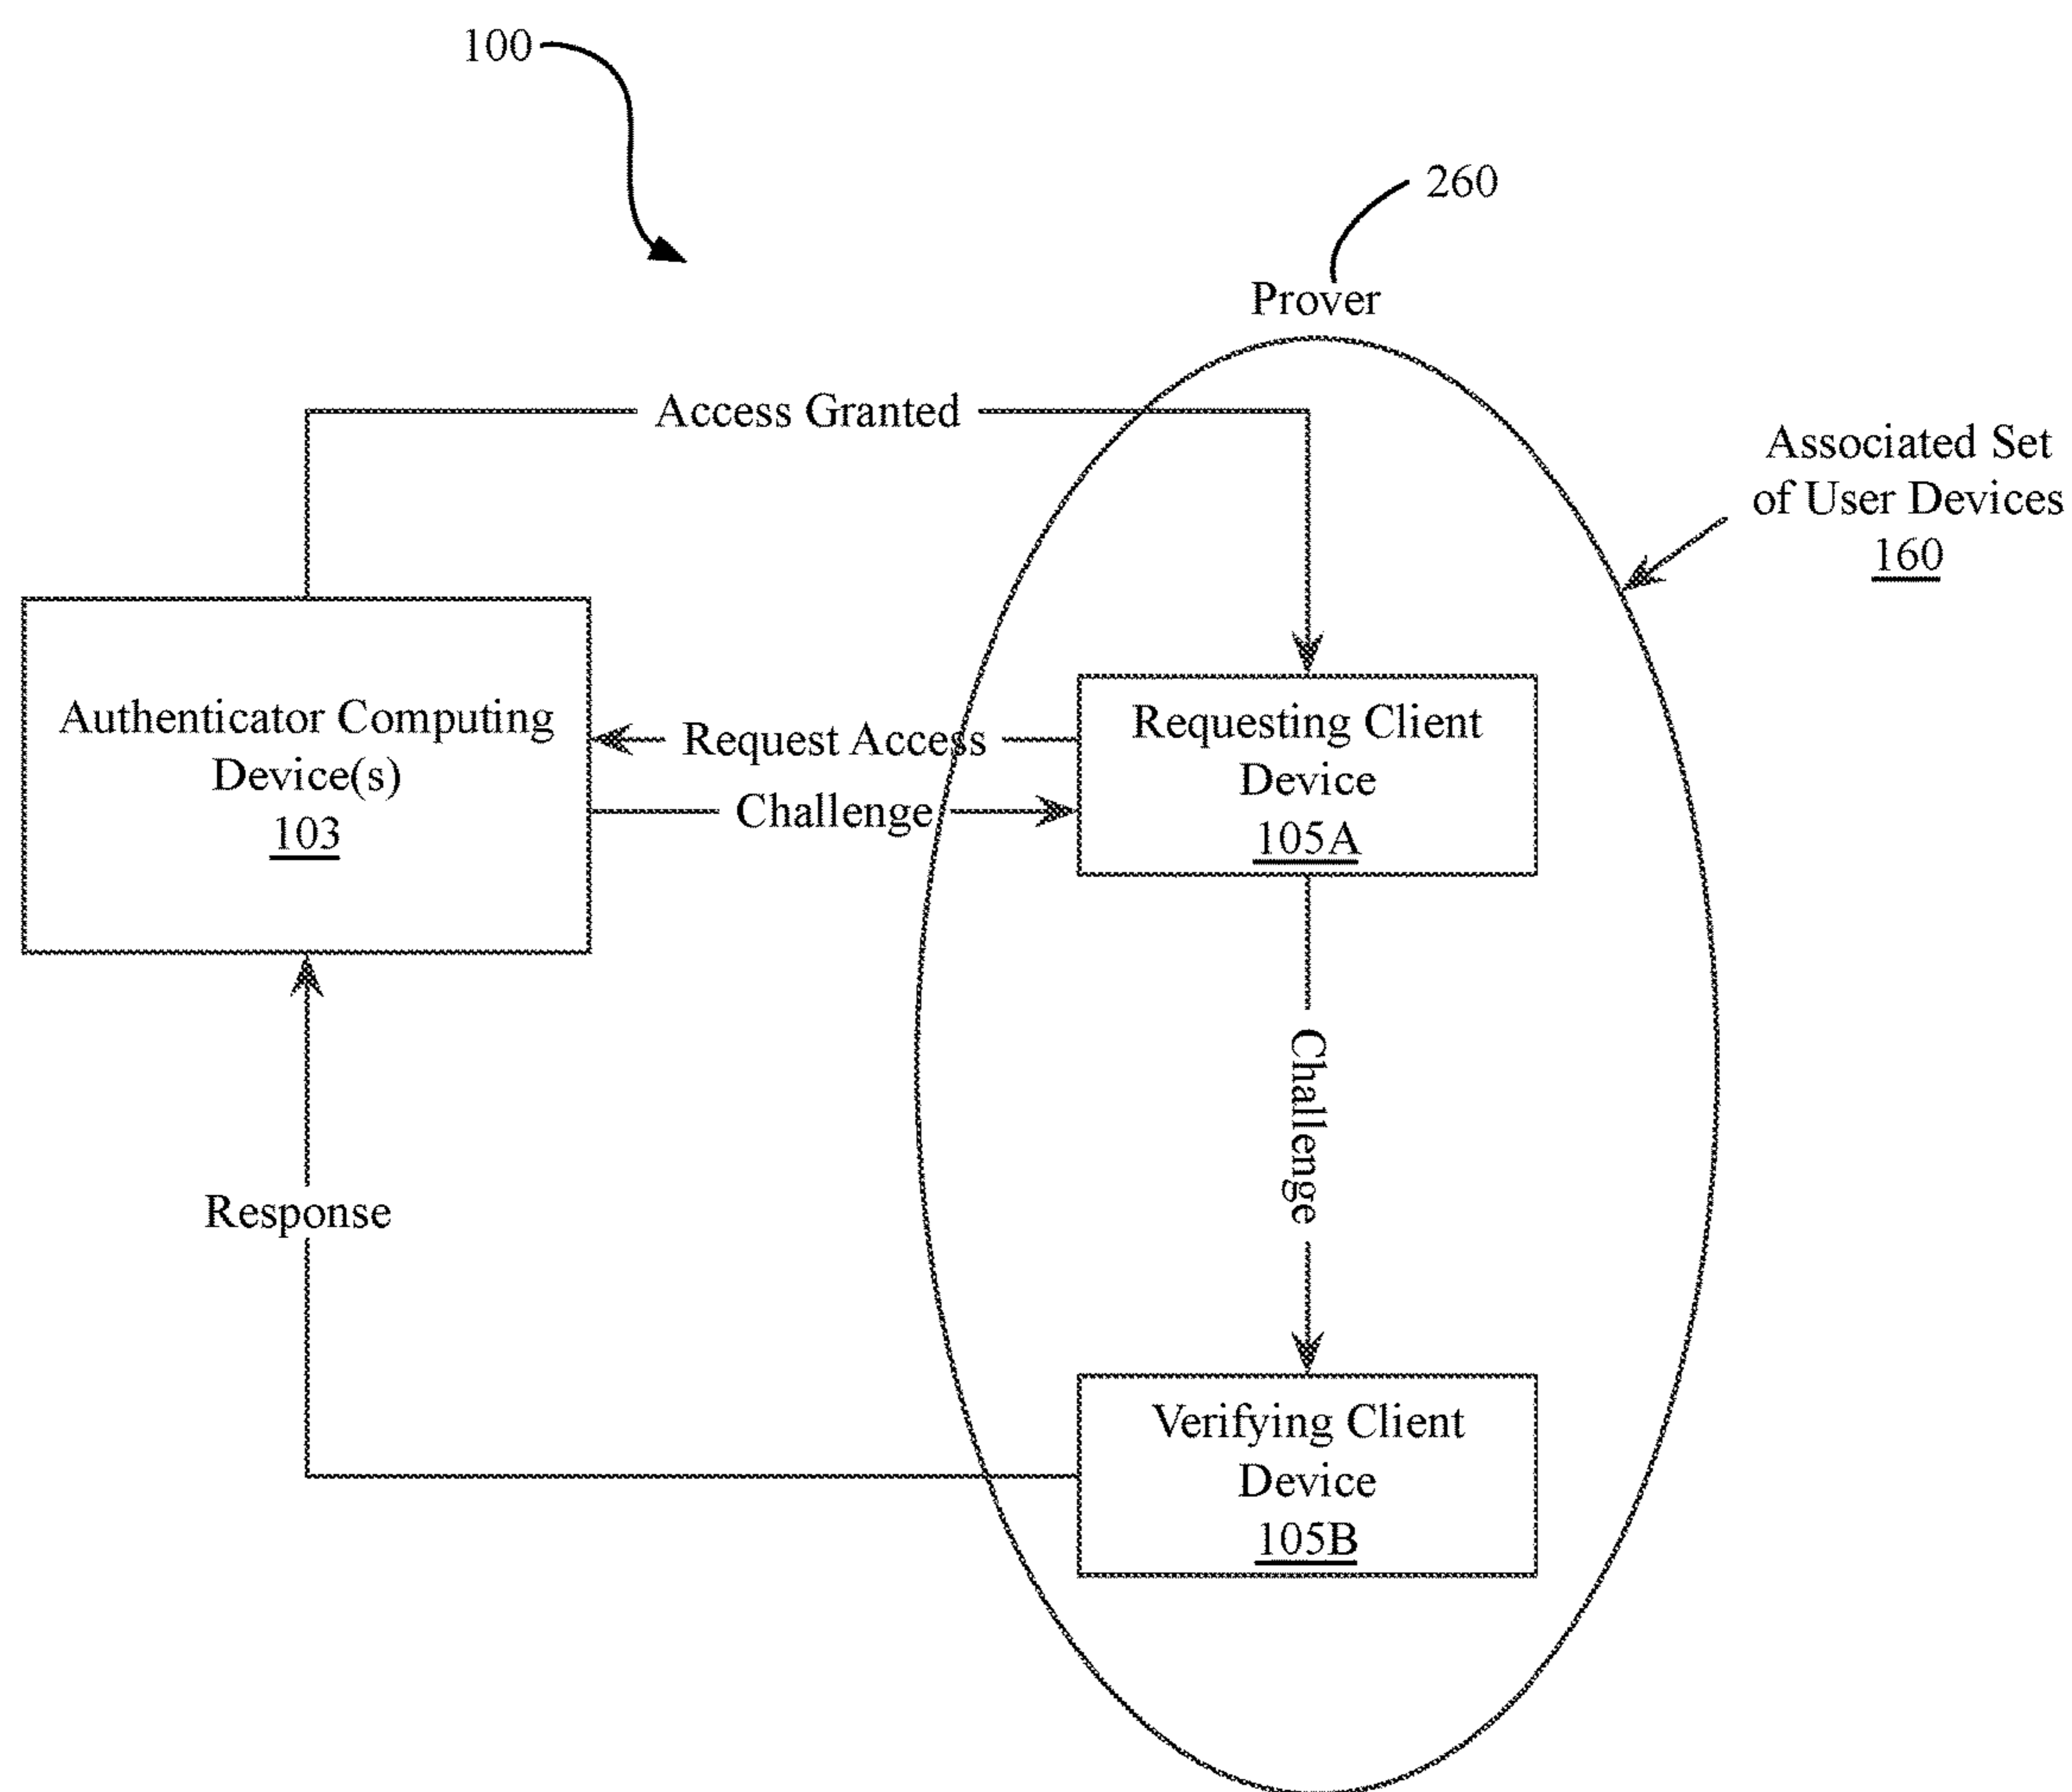 100
260
Prover
Access Granted
Associated Set
of User Devices
160
Authenticator Computing
Device(s)
103
Request Access
Challenge
Requesting Client
Device
105A
Challenge
Response
Verifying Client
Device
105B